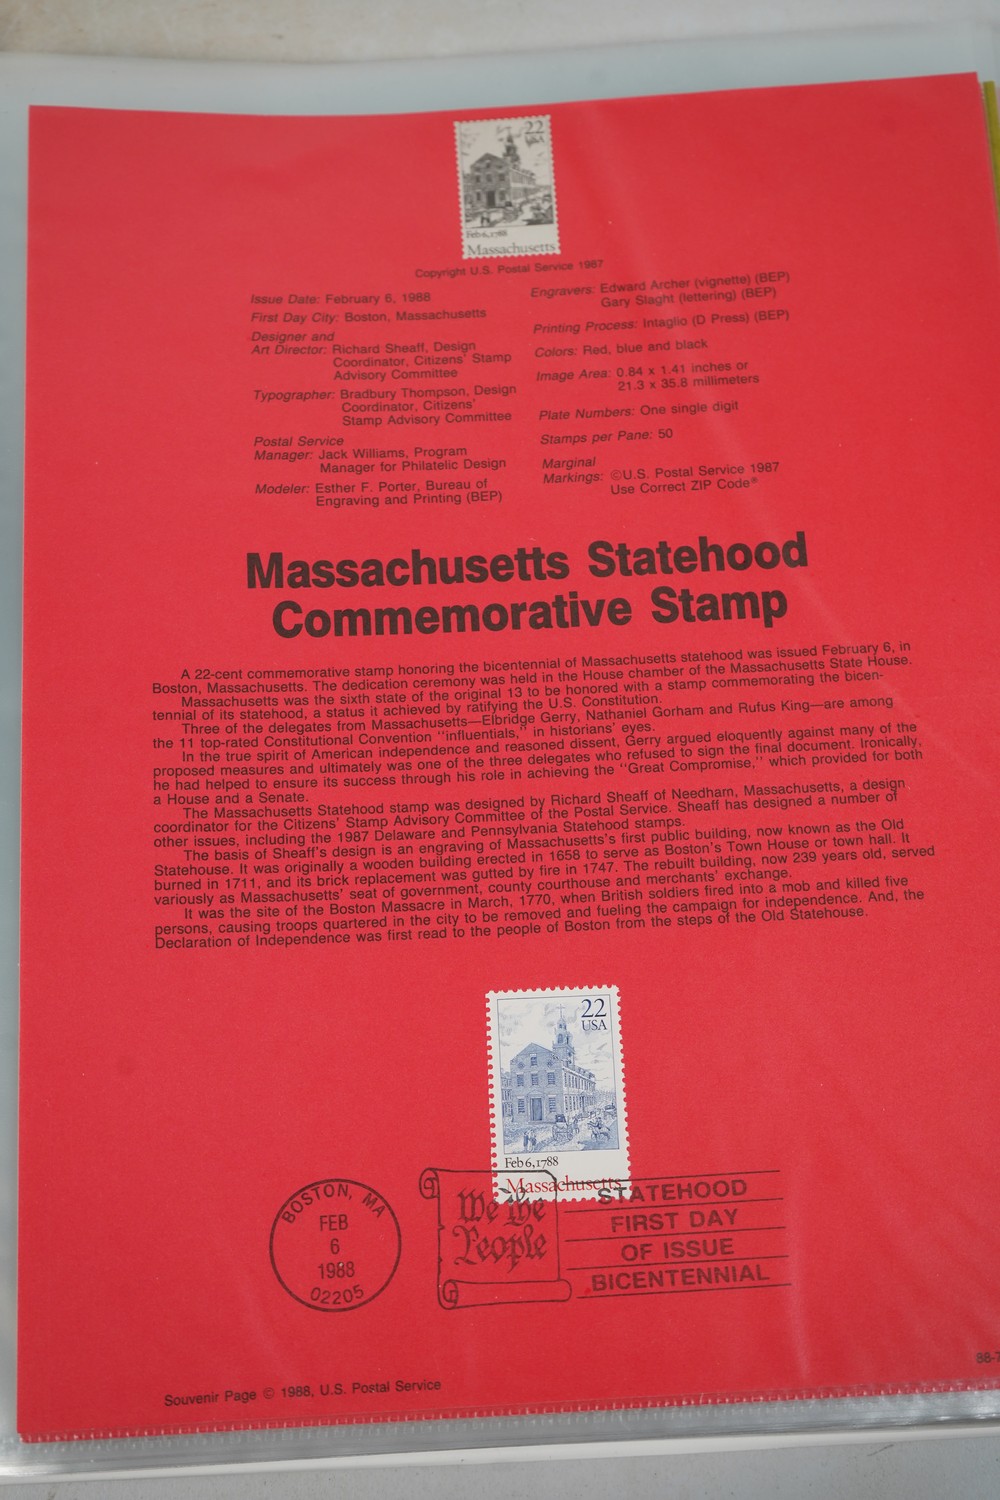 22
USA
Feb 6, 1788
Massachusetts
Copyright U.S. Postal Service 1987
Issue Date: February 6, 1988
First Day City: Boston, Massachusetts
Designer and
Art Director: Richard Sheaff, Design
Coordinator, Citizens' Stamp
Advisory Committee
Typographer: Bradbury Thompson, Design
Coordinator, Citizens'
Stamp Advisory Committee
Postal Service
Manager: Jack Williams, Program
Manager for Philatelic Design
Modeler: Esther F. Porter, Bureau of
Engraving and Printing (BEP)
Engravers: Edward Archer (vignette) (BEP)
Gary Slaght (lettering) (BEP)
Printing Process: Intaglio (D Press) (BEP)
Colors: Red, blue and black
Image Area: 0.84 x 1.41 inches or
21.3 x 35.8 millimeters
Plate Numbers: One single digit
Stamps per Pane: 50
Marginal
Markings: ©U.S. Postal Service 1987
Use Correct ZIP Code®
Massachusetts Statehood
Commemorative Stamp
A 22-cent commemorative stamp honoring the bicentennial of Massachusetts statehood was issued February 6, in
Boston, Massachusetts. The dedication ceremony was held in the House chamber of the Massachusetts State House.
Massachusetts was the sixth state of the original 13 to be honored with a stamp commemorating the bicen-
tennial of its statehood, a status it achieved by ratifying the U.S. Constitution.
Three of the delegates from Massachusetts—Elbridge Gerry, Nathaniel Gorham and Rufus King—are among
the 11 top-rated Constitutional Convention "influentials," in historians' eyes.
In the true spirit of American independence and reasoned dissent, Gerry argued eloquently against many of the
proposed measures and ultimately was one of the three delegates who refused to sign the final document. Ironically,
he had helped to ensure its success through his role in achieving the "Great Compromise," which provided for both
a House and a Senate.
The Massachusetts Statehood stamp was designed by Richard Sheaff of Needham, Massachusetts, a design
coordinator for the Citizens' Stamp Advisory Committee of the Postal Service. Sheaff has designed a number of
other issues, including the 1987 Delaware and Pennsylvania Statehood stamps.
The basis of Sheaff's design is an engraving of Massachusetts's first public building, now known as the Old
Statehouse. It was originally a wooden building erected in 1658 to serve as Boston's Town House or town hall. It
burned in 1711, and its brick replacement was gutted by fire in 1747. The rebuilt building, now 239 years old, served
variously as Massachusetts' seat of government, county courthouse and merchants' exchange.
It was the site of the Boston Massacre in March, 1770, when British soldiers fired into a mob and killed five
persons, causing troops quartered in the city to be removed and fueling the campaign for independence. And, the
Declaration of Independence was first read to the people of Boston from the steps of the Old Statehouse.
22
USA
Feb 6, 1788
Massachusetts
BOSTON, MA
FEB
6
1988
02205
We the
People
STATEHOOD
FIRST DAY
OF ISSUE
BICENTENNIAL
Souvenir Page © 1988, U.S. Postal Service